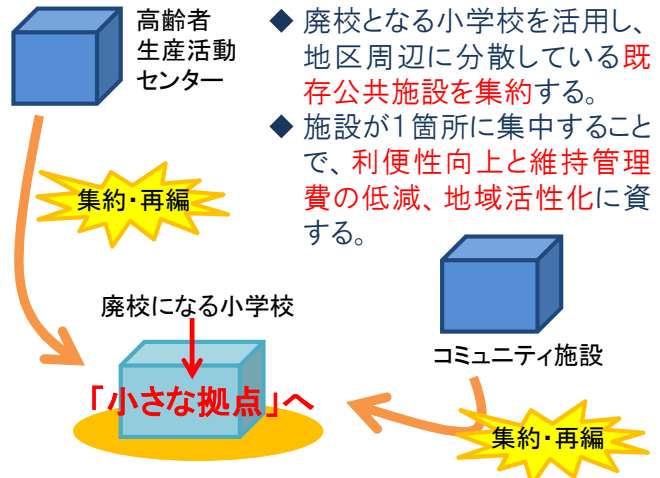 高齢者
生産活動
センター
◆ 廃校となる小学校を活用し、
地区周辺に分散している既
存公共施設を集約する。
◆ 施設が１箇所に集中すること
で、利便性向上と維持管理
費の低減、地域活性化に資
する。
集約・再編
廃校になる小学校
「小さな拠点」へ
コミュニティ施設
集約・再編